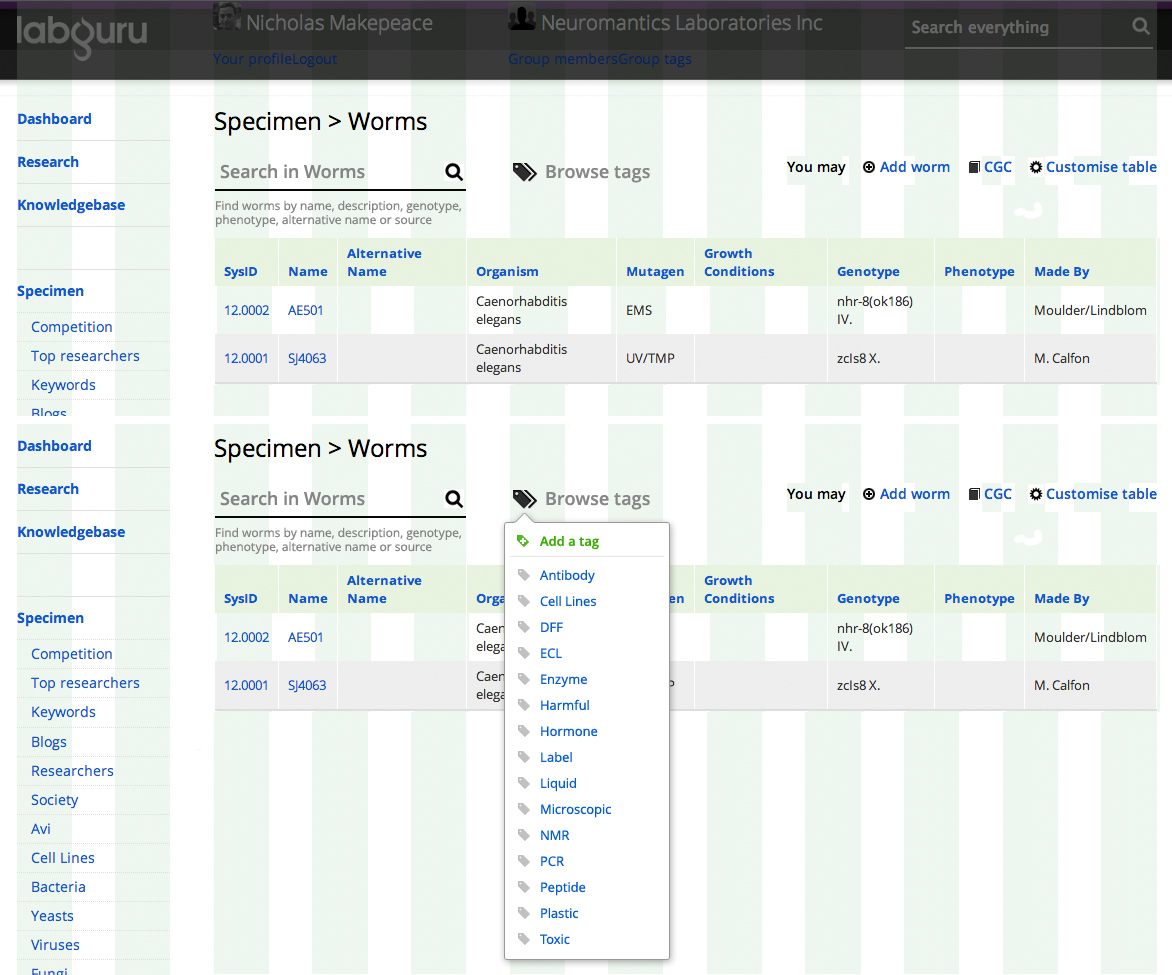 labguru
Nicholas Makepeace
Neuromantics Laboratories Inc
Search everything
Your profileLogout
Group membersGroup tags
Dashboard
Research
Knowledgebase
Specimen
Competition
Top researchers
Keywords
Blogs
Specimen > Worms
Search in Worms
Browse tags
You may Add worm CGC Customise table
Find worms by name, description, genotype,
phenotype, alternative name or source
SysID Name Alternative Name Organism Mutagen Growth Conditions Genotype Phenotype Made By
12.0002 AE501 Caenorhabditis elegans EMS nhr-8(ok186) IV. Moulder/Lindblom
12.0001 SJ4063 Caenorhabditis elegans UV/TMP zcIs8 X. M. Calfon
Dashboard
Research
Knowledgebase
Specimen
Competition
Top researchers
Keywords
Blogs
Researchers
Society
Avi
Cell Lines
Bacteria
Yeasts
Viruses
Fungi
Specimen > Worms
Search in Worms
Browse tags
You may Add worm CGC Customise table
Find worms by name, description, genotype,
phenotype, alternative name or source
SysID Name Alternative Name Orga en Growth Conditions Genotype Phenotype Made By
12.0002 AE501 Caen elega nhr-8(ok186) IV. Moulder/Lindblom
12.0001 SJ4063 Caen elega P zcIs8 X. M. Calfon
Add a tag
Antibody
Cell Lines
DFF
ECL
Enzyme
Harmful
Hormone
Label
Liquid
Microscopic
NMR
PCR
Peptide
Plastic
Toxic